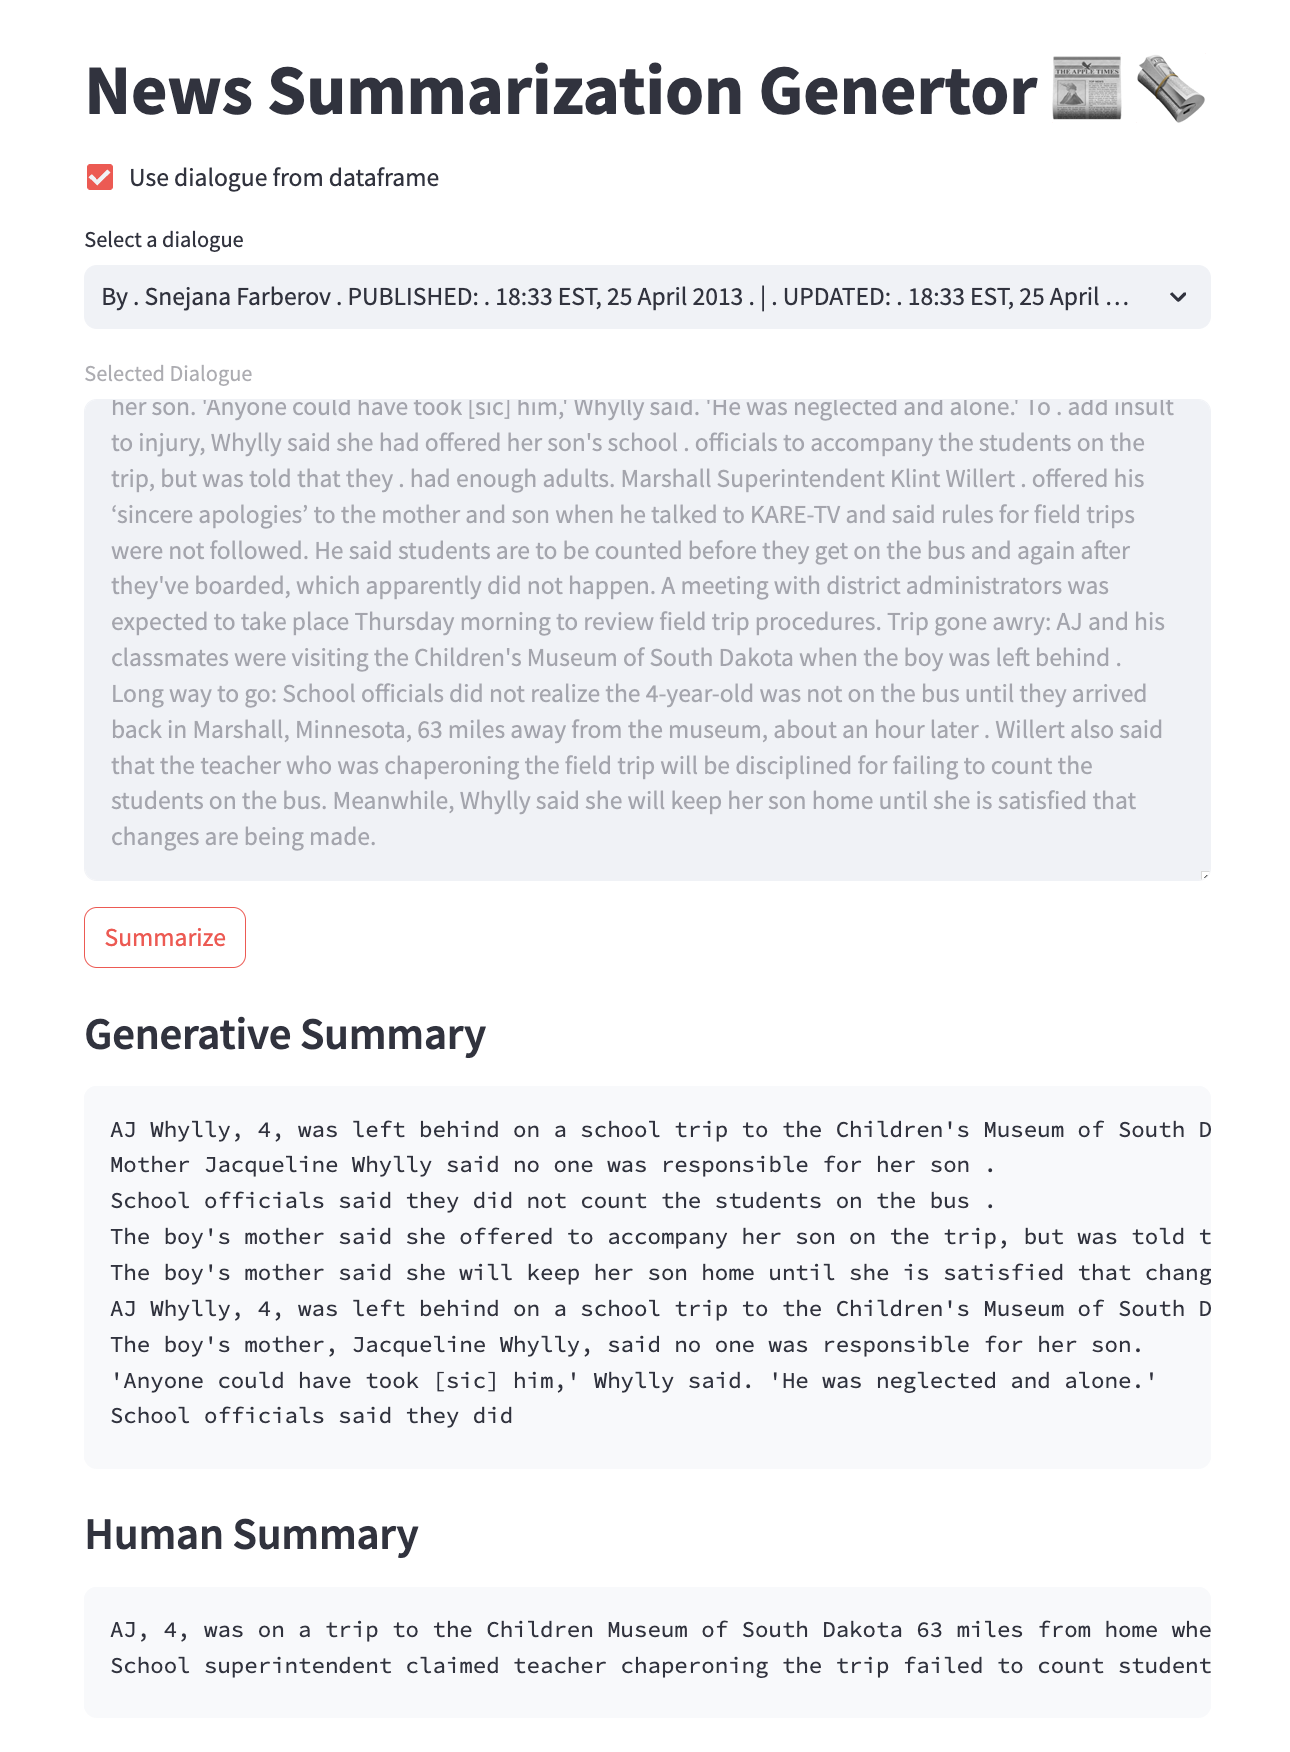 News Summarization Genertor
THE APPLE TIMES
Use dialogue from dataframe
Select a dialogue
By . Snejana Farberov . PUBLISHED: . 18:33 EST, 25 April 2013 . | . UPDATED: . 18:33 EST, 25 April …
Selected Dialogue
her son. 'Anyone could have took [sic] him,' Whylly said. 'He was neglected and alone.' To . add insult
to injury, Whylly said she had offered her son's school . officials to accompany the students on the
trip, but was told that they . had enough adults. Marshall Superintendent Klint Willert . offered his
‘sincere apologies’ to the mother and son when he talked to KARE-TV and said rules for field trips
were not followed. He said students are to be counted before they get on the bus and again after
they've boarded, which apparently did not happen. A meeting with district administrators was
expected to take place Thursday morning to review field trip procedures. Trip gone awry: AJ and his
classmates were visiting the Children's Museum of South Dakota when the boy was left behind .
Long way to go: School officials did not realize the 4-year-old was not on the bus until they arrived
back in Marshall, Minnesota, 63 miles away from the museum, about an hour later . Willert also said
that the teacher who was chaperoning the field trip will be disciplined for failing to count the
students on the bus. Meanwhile, Whylly said she will keep her son home until she is satisfied that
changes are being made.
Summarize
Generative Summary
AJ Whylly, 4, was left behind on a school trip to the Children's Museum of South D
Mother Jacqueline Whylly said no one was responsible for her son .
School officials said they did not count the students on the bus .
The boy's mother said she offered to accompany her son on the trip, but was told t
The boy's mother said she will keep her son home until she is satisfied that chang
AJ Whylly, 4, was left behind on a school trip to the Children's Museum of South D
The boy's mother, Jacqueline Whylly, said no one was responsible for her son.
'Anyone could have took [sic] him,' Whylly said. 'He was neglected and alone.'
School officials said they did
Human Summary
AJ, 4, was on a trip to the Children Museum of South Dakota 63 miles from home whe
School superintendent claimed teacher chaperoning the trip failed to count student